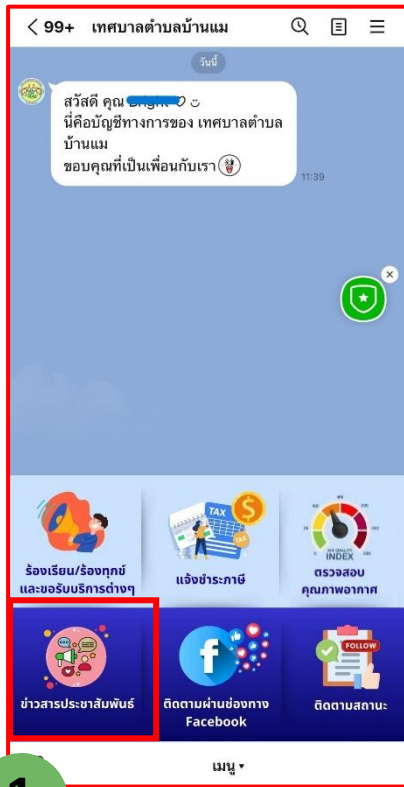 99+ เทศบาลตำบลบ้านแม
วันนี้
สวัสดี คุณ
นี่คือบัญชีทางการของ เทศบาลตำบล
บ้านแม
ขอบคุณที่เป็นเพื่อนกับเรา
11:39
TAX
TAX
INDEX
ร้องเรียน/ร้องทุกข์
และขอรับบริการต่างๆ
แจ้งชำระภาษี
ตรวจสอบ
คุณภาพอากาศ
FOLLOW
ข่าวสารประชาสัมพันธ์
ติดตามผ่านช่องทาง
Facebook
ติดตามสถานะ
เมนู
1